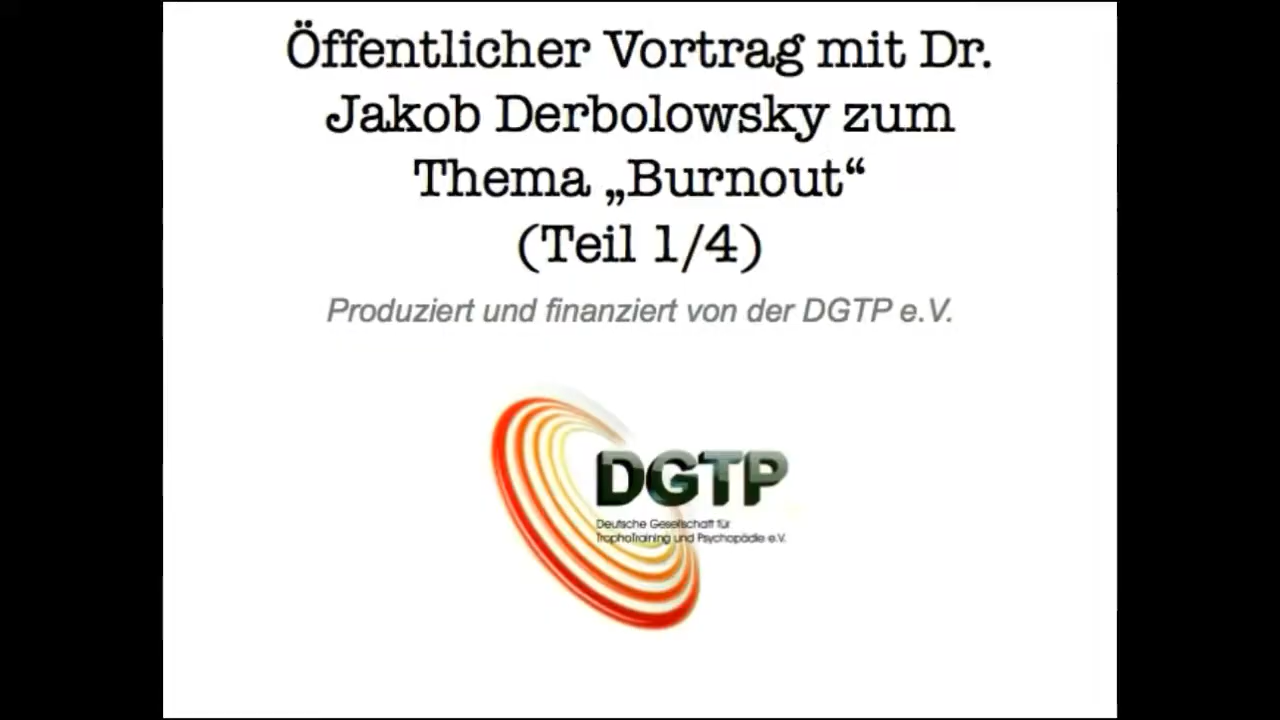 Öffentlicher Vortrag mit Dr.
Jakob Derbolowsky zum
Thema „Burnout“
(Teil 1/4)
Produziert und finanziert von der DGTP e.V.
DGTP
Deutsche Gesellschaft für
TrophoTraining und Psychopädie e.V.